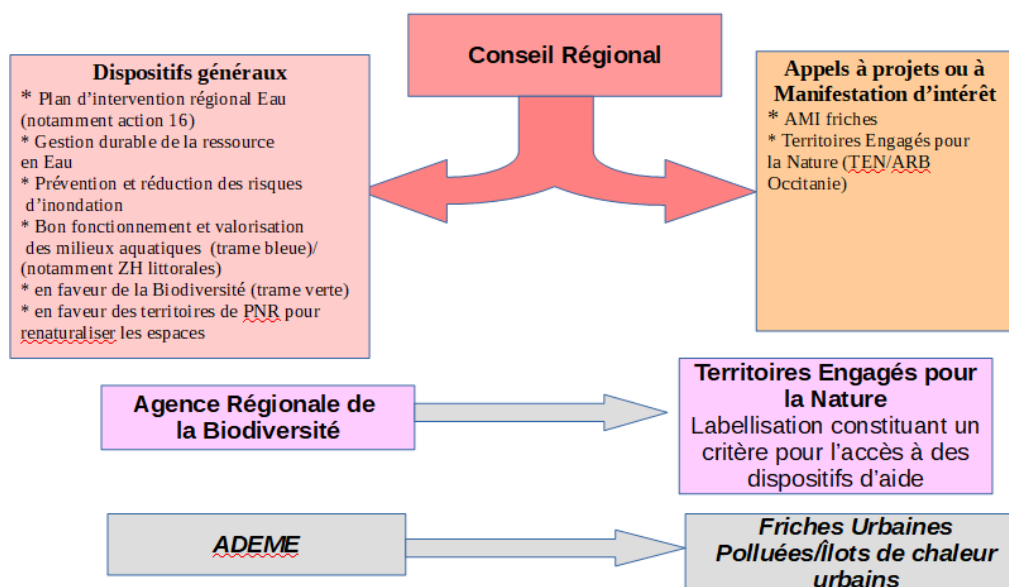 Conseil Régional
Dispositifs généraux
* Plan d’intervention régional Eau
(notamment action 16)
* Gestion durable de la ressource
en Eau
* Prévention et réduction des risques
d’inondation
* Bon fonctionnement et valorisation
des milieux aquatiques (trame bleue)/
(notamment ZH littorales)
* en faveur de la Biodiversité (trame verte)
* en faveur des territoires de PNR pour
renaturaliser les espaces
Appels à projets ou à
Manifestation d’intérêt
* AMI friches
* Territoires Engagés pour
la Nature (TEN/ARB
Occitanie)
Agence Régionale de
la Biodiversité
Territoires Engagés pour
la Nature
Labellisation constituant un
critère pour l’accès à des
dispositifs d’aide
ADEME
Friches Urbaines
Polluées/Îlots de chaleur
urbains